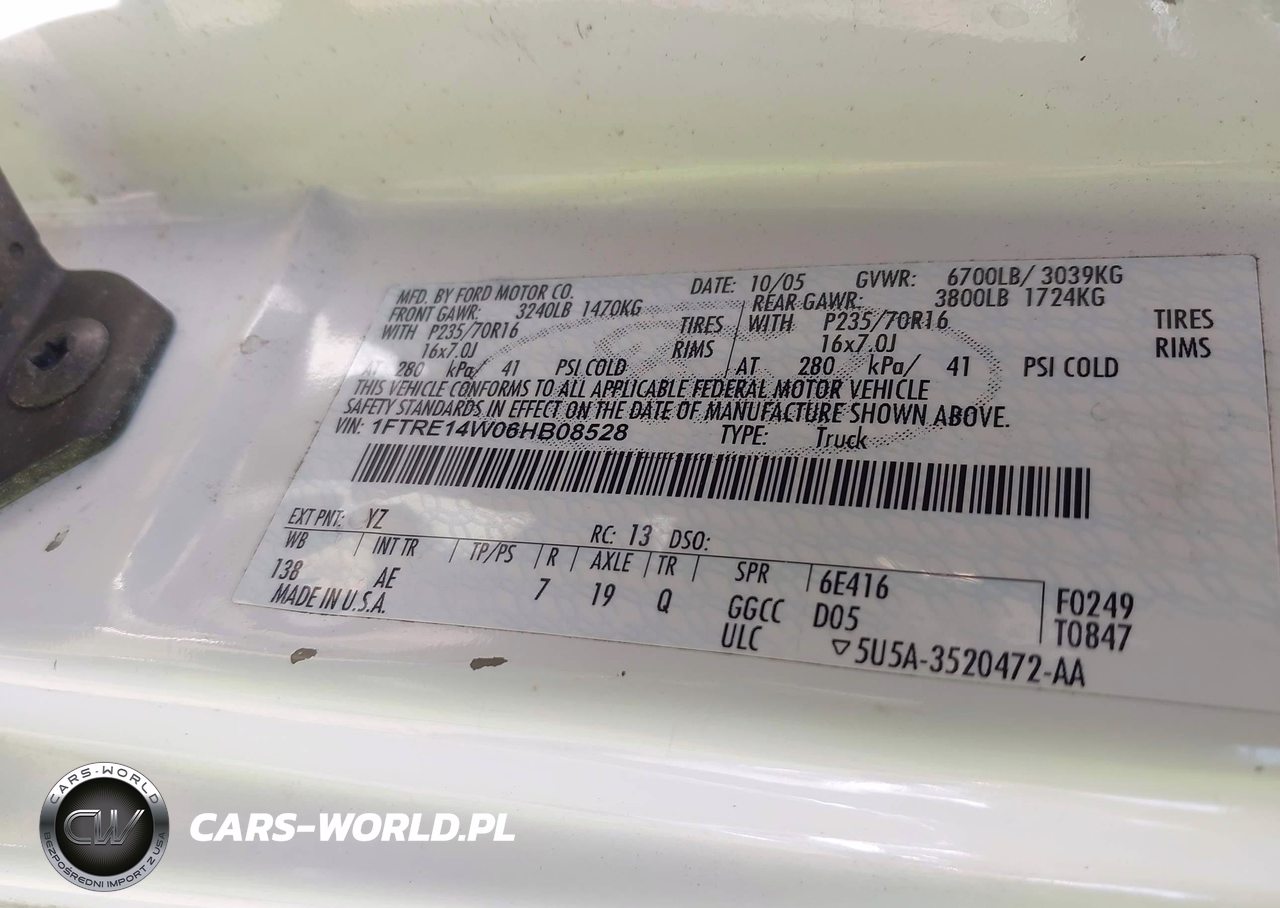 MFD. BY FORD MOTOR CO. DATE: 10/05 GVWR: 6700LB/ 3039KG
FRONT GAWR: 3240LB 1470KG REAR GAWR: 3800LB 1724KG
WITH P235/70R16 TIRES WITH P235/70R16 TIRES
16x7.0J RIMS 16x7.0J RIMS
AT 280 kPa/ 41 PSI COLD AT 280 kPa/ 41 PSI COLD
THIS VEHICLE CONFORMS TO ALL APPLICABLE FEDERAL MOTOR VEHICLE
SAFETY STANDARDS IN EFFECT ON THE DATE OF MANUFACTURE SHOWN ABOVE.
VIN: 1FTRE14W06HB08528 TYPE: Truck
EXT PNT: YZ RC: 13 DSO:
WB INT TR TP/PS R AXLE TR SPR 6E416 F0249
138 AE 7 19 Q GGCC D05 T0847
MADE IN U.S.A. ULC ▽5U5A-3520472-AA
CARS-WORLD
CW
BEZPOŚREDNI IMPORT Z USA
CARS-WORLD.PL